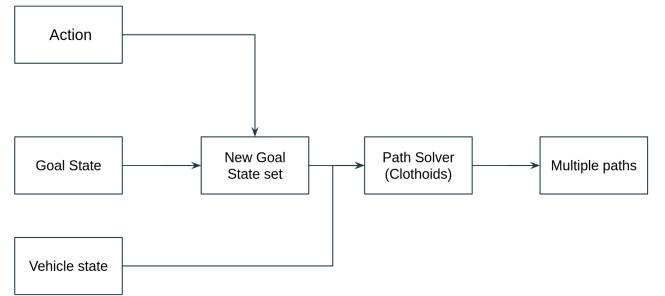 Action
Goal State
New Goal
State set
Path Solver
(Clothoids)
Multiple paths
Vehicle state